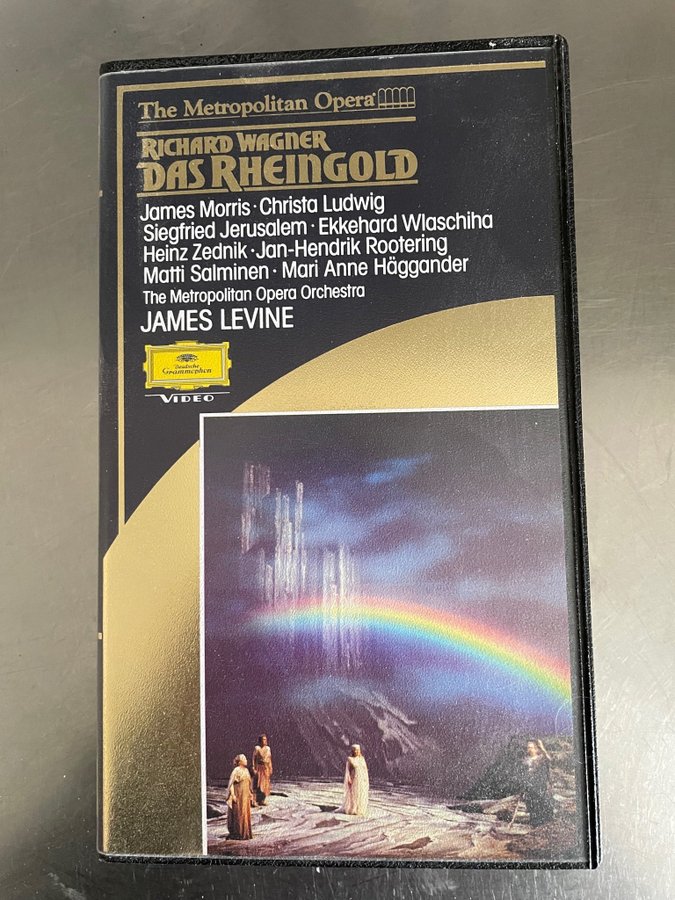 The Metropolitan Opera
RICHARD WAGNER
DAS RHEINGOLD
James Morris · Christa Ludwig
Siegfried Jerusalem · Ekkehard Wlaschiha
Heinz Zednik · Jan-Hendrik Rootering
Matti Salminen · Mari Anne Häggander
The Metropolitan Opera Orchestra
JAMES LEVINE
Deutsche
Grammophon
VIDEO